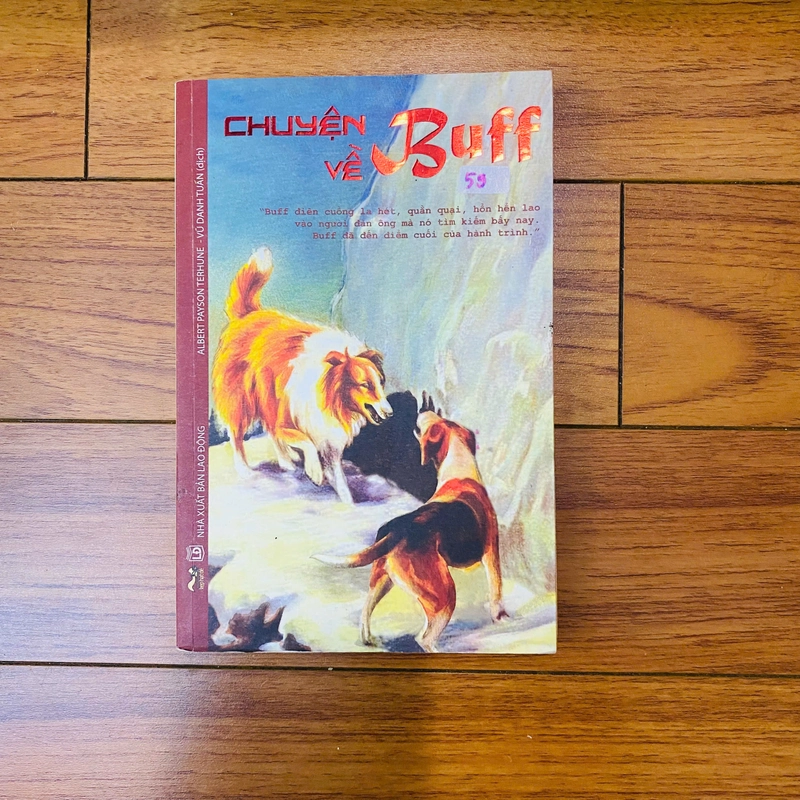 CHUYỆN
VỀ Buff
59
"Buff điên cuồng la hét, quằn quại, hổn hển lao
vào người đàn ông mà nó tìm kiếm bấy nay.
Buff đã đến điểm cuối của hành trình."
ALBERT PAYSON TERHUNE - VŨ DANH TUẤN (dịch)
NHÀ XUẤT BẢN LAO ĐỘNG
LĐ